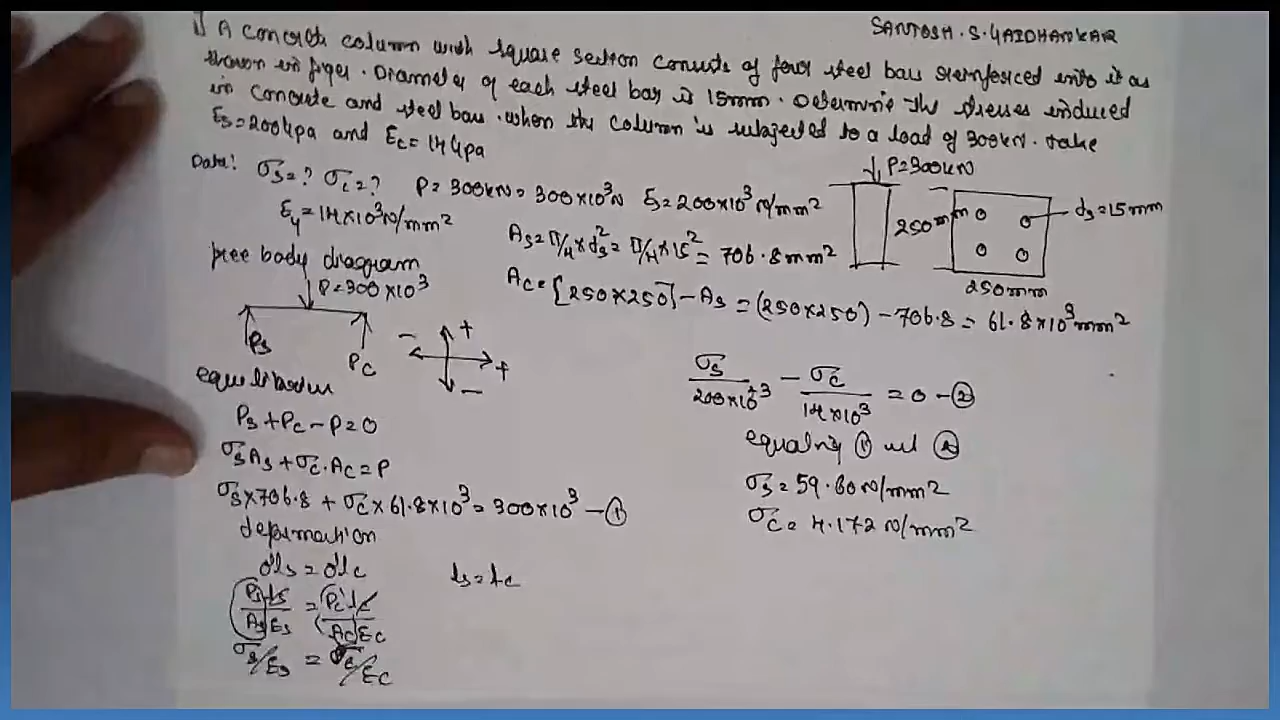 SANTOSH.S.GAIDHANKAR
1) A concrete column with square section consists of four steel bars reinforced into it as
shown in figer. Diameter of each steel bar is 15mm. Determine the stresses induced
in concrete and steel bars. when the column is subjected to a load of 300kN. take
Es=200Gpa and Ec=14Gpa
Data: σs=? σc=? P=300kN=300×10³N Es=200×10³N/mm²
E4=14×10³N/mm²
P=300kN
250mm
ds=15mm
250mm
As=π/4×ds²=π/4×15²=706.8mm²
Ac=[250×250]-As=(250×250)-706.8=61.8×10³mm²
free body diagram
P=300×10³
Ps
Pc
+
-
+
-
equilibrium
Ps+Pc-P=0
σsAs+σc.Ac=P
σs×706.8+σc×61.8×10³=300×10³-①
deformation
dls=dlc
ls=lc
Psls/AsEs=Pclc/AcEc
σs/Es=σc/Ec
σs/200×10³-σc/14×10³=0-②
equating ① and ②
σs=59.60N/mm²
σc=4.172N/mm²